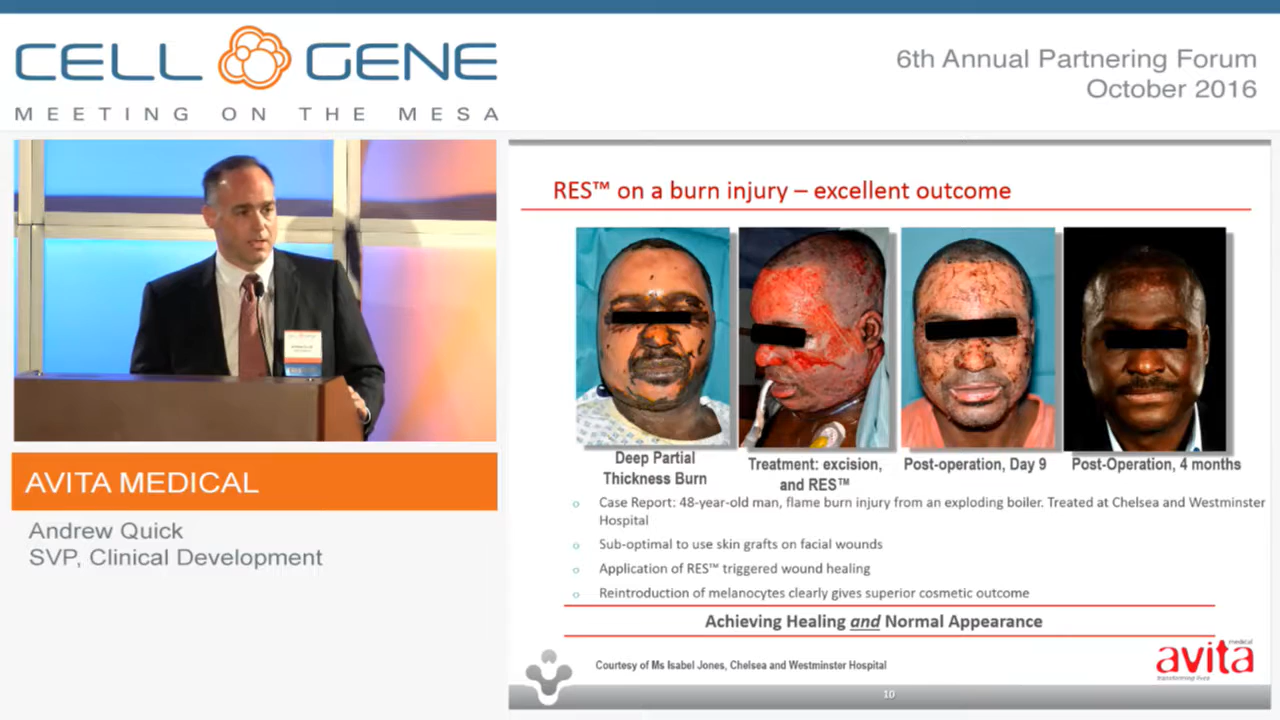 CELL GENE
MEETING ON THE MESA
6th Annual Partnering Forum
October 2016
RES™ on a burn injury – excellent outcome
Deep Partial
Thickness Burn
Treatment: excision,
and RES™
Post-operation, Day 9
Post-Operation, 4 months
Case Report: 48-year-old man, flame burn injury from an exploding boiler. Treated at Chelsea and Westminster
Hospital
Sub-optimal to use skin grafts on facial wounds
Application of RES™ triggered wound healing
Reintroduction of melanocytes clearly gives superior cosmetic outcome
Achieving Healing and Normal Appearance
Courtesy of Ms Isabel Jones, Chelsea and Westminster Hospital
avita
medical
transforming lives
10
AVITA MEDICAL
Andrew Quick
SVP, Clinical Development